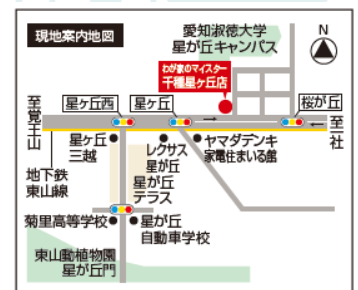 現地案内地図
愛知淑徳大学
星が丘キャンパス
N
わがまのマイスター
千種星ヶ丘店
至覚王山
星ヶ丘西
星ヶ丘
桜が丘
→
←
至一社
星ヶ丘
三越
レクサス
星が丘
ヤマダデンキ
家電住まいる館
地下鉄
東山線
星が丘
テラス
菊里高等学校
星が丘
自動車学校
東山動植物園
星が丘門